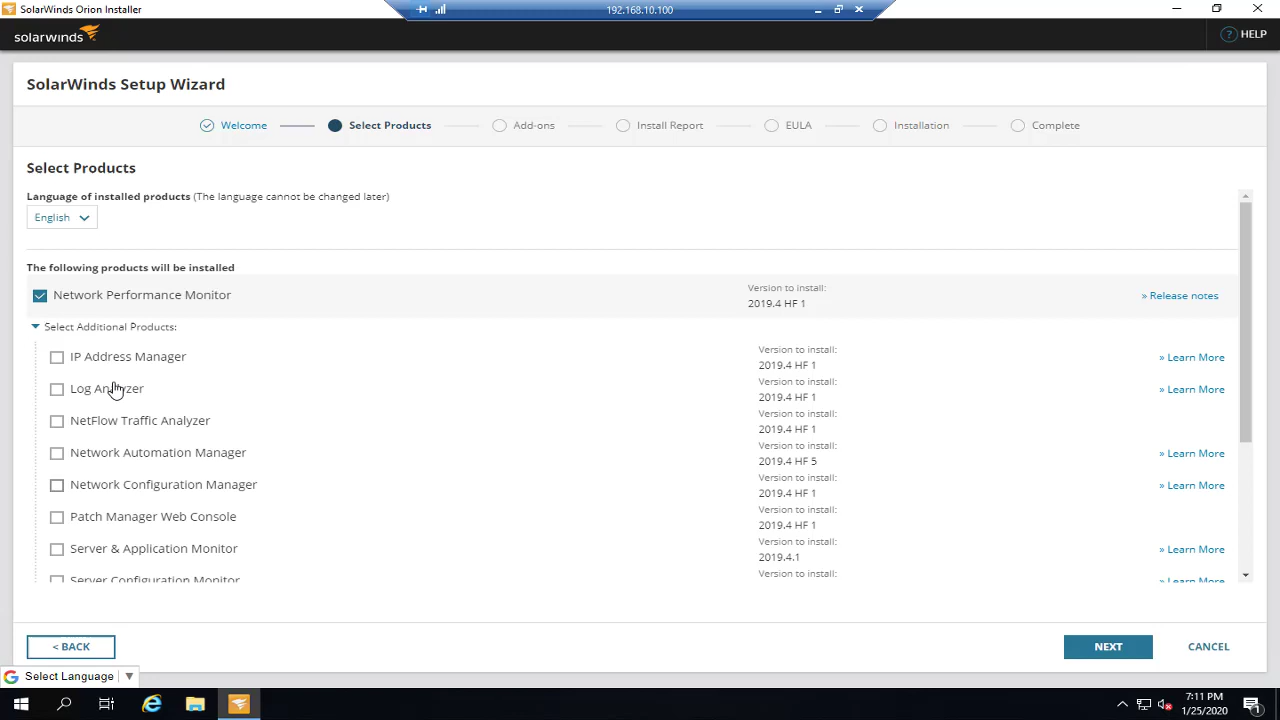 SolarWinds Orion Installer
192.168.10.100
solarwinds
? HELP
SolarWinds Setup Wizard
Welcome
Select Products
Add-ons
Install Report
EULA
Installation
Complete
Select Products
Language of installed products (The language cannot be changed later)
English
The following products will be installed
Network Performance Monitor
Version to install:
2019.4 HF 1
» Release notes
Select Additional Products:
IP Address Manager
Version to install:
2019.4 HF 1
» Learn More
Log Analyzer
Version to install:
2019.4 HF 1
» Learn More
NetFlow Traffic Analyzer
Version to install:
2019.4 HF 1
Network Automation Manager
Version to install:
2019.4 HF 5
» Learn More
Network Configuration Manager
Version to install:
2019.4 HF 1
» Learn More
Patch Manager Web Console
Version to install:
2019.4 HF 1
Server & Application Monitor
Version to install:
2019.4.1
» Learn More
Server Configuration Monitor
Version to install:
» Learn More
< BACK
NEXT
CANCEL
G Select Language ▼
7:11 PM
1/25/2020
1